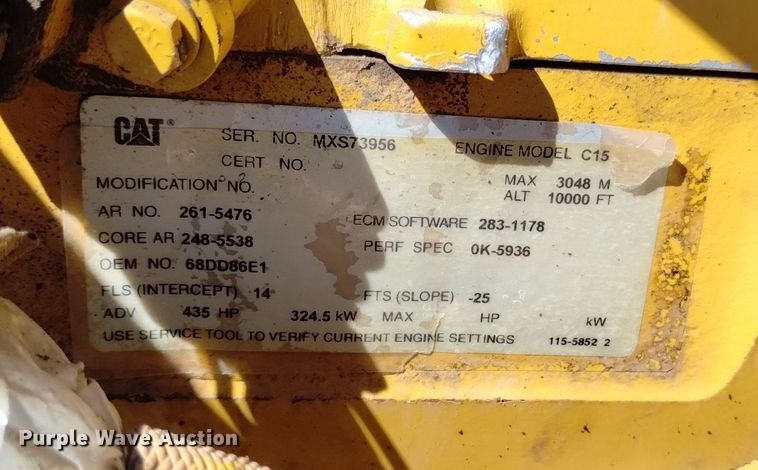 CAT®
SER. NO. MXS73956 ENGINE MODEL C15
CERT NO.
MODIFICATION NO. MAX 3048 M
ALT 10000 FT
AR NO. 261-5476 ECM SOFTWARE 283-1178
CORE AR 248-5538 PERF SPEC 0K-5936
OEM NO. 68DD86E1
FLS (INTERCEPT) 14 FTS (SLOPE) -25
ADV 435 HP 324.5 kW MAX HP kW
USE SERVICE TOOL TO VERIFY CURRENT ENGINE SETTINGS 115-5852 2
Purple Wave Auction